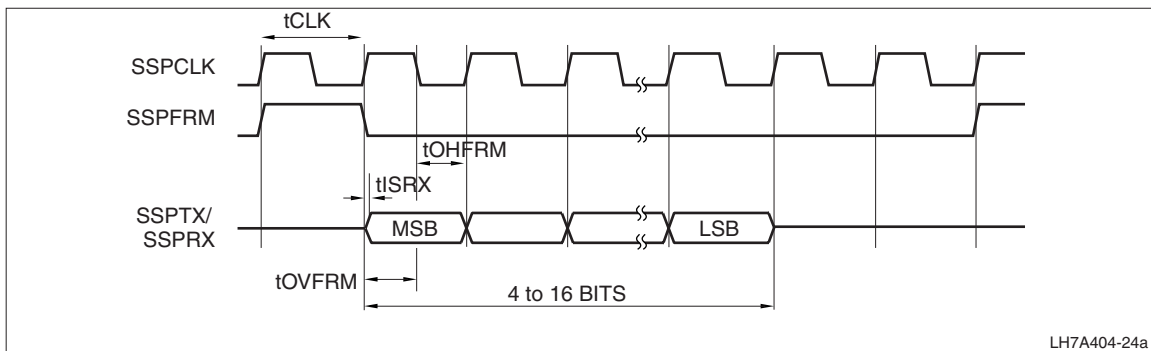 tCLK
SSPCLK
SSPFRM
tOHFRM
tISRX
SSPTX/
SSPRX
MSB
LSB
tOVFRM
4 to 16 BITS
LH7A404-24a